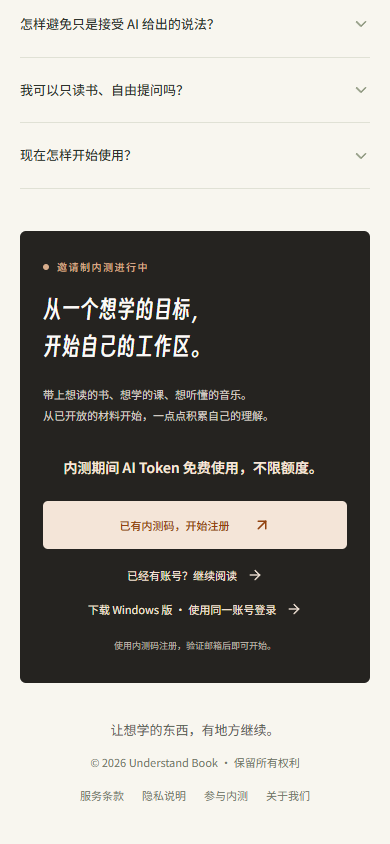 怎样避免只是接受 AI 给出的说法？
我可以只读书、自由提问吗？
现在怎样开始使用？
邀请制内测进行中
从一个想学的目标，
开始自己的工作区。
带上想读的书、想学的课、想听懂的音乐。
从已开放的材料开始，一点点积累自己的理解。
内测期间 AI Token 免费使用，不限额度。
已有内测码，开始注册
已经有账号？继续阅读
下载 Windows 版 · 使用同一账号登录
使用内测码注册，验证邮箱后即可开始。
让想学的东西，有地方继续。
© 2026 Understand Book · 保留所有权利
服务条款 隐私说明 参与内测 关于我们